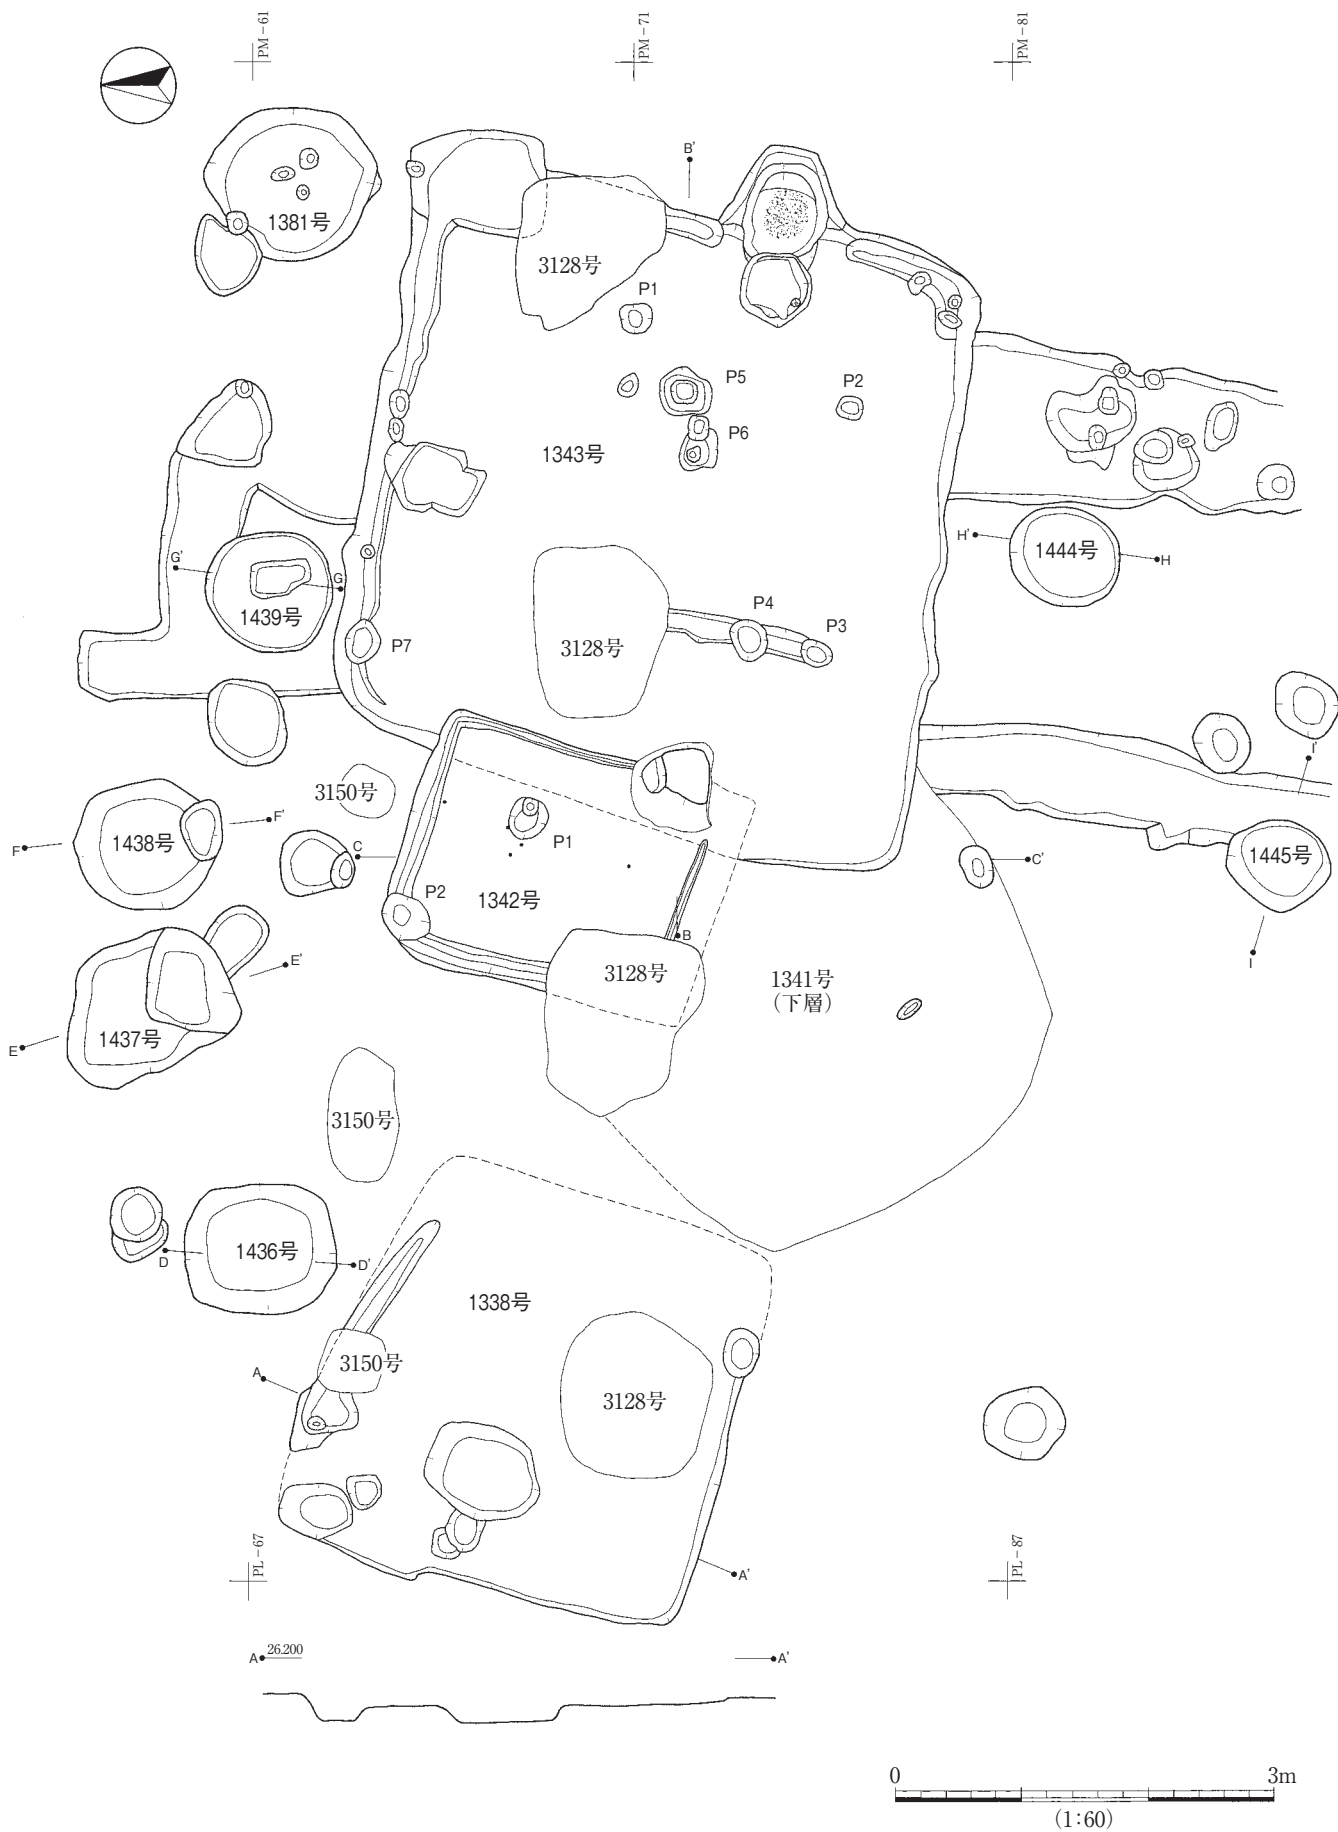 PM-61
PM-71
PM-81
B'
1381号
3128号
P1
P5
P2
P6
1343号
H'
1444号
H
G'
G
1439号
P4
P3
3128号
P7
I'
3150号
F'
1438号
F
C
P1
C'
1445号
P2
1342号
B
3128号
1341号
(下層)
I
E'
1437号
E
3150号
1436号
D
D'
1338号
3150号
A
3128号
PL-67
PL-87
A'
A
26.200
A'
0
3m
(1:60)